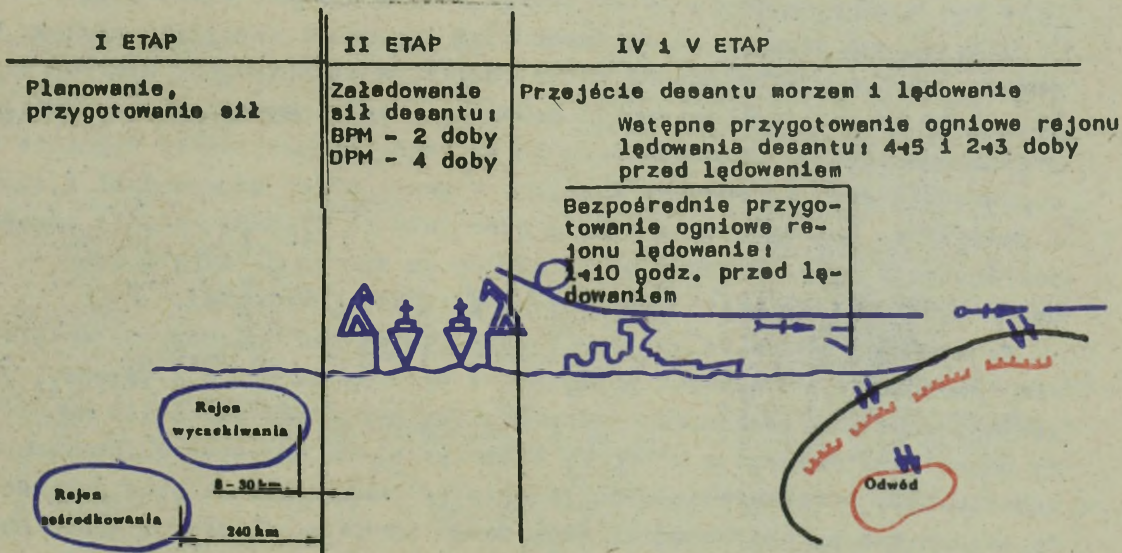 I ETAP
II ETAP
IV i V ETAP
Planowanie,
przygotowanie sił
Załadowanie
sił desantu:
BPM - 2 doby
DPM - 4 doby
Przejście desantu morzem i lądowanie
Wstępne przygotowanie ogniowe rejonu
lądowania desantu: 4÷5 i 2÷3 doby
przed lądowaniem
Bezpośrednie przygo-
towanie ogniowe re-
jonu lądowania:
1÷10 godz. przed lą-
dowaniem
Rejon
wyczekiwania
8-30 km
Rejon
ześrodkowania
240 km
Odwód